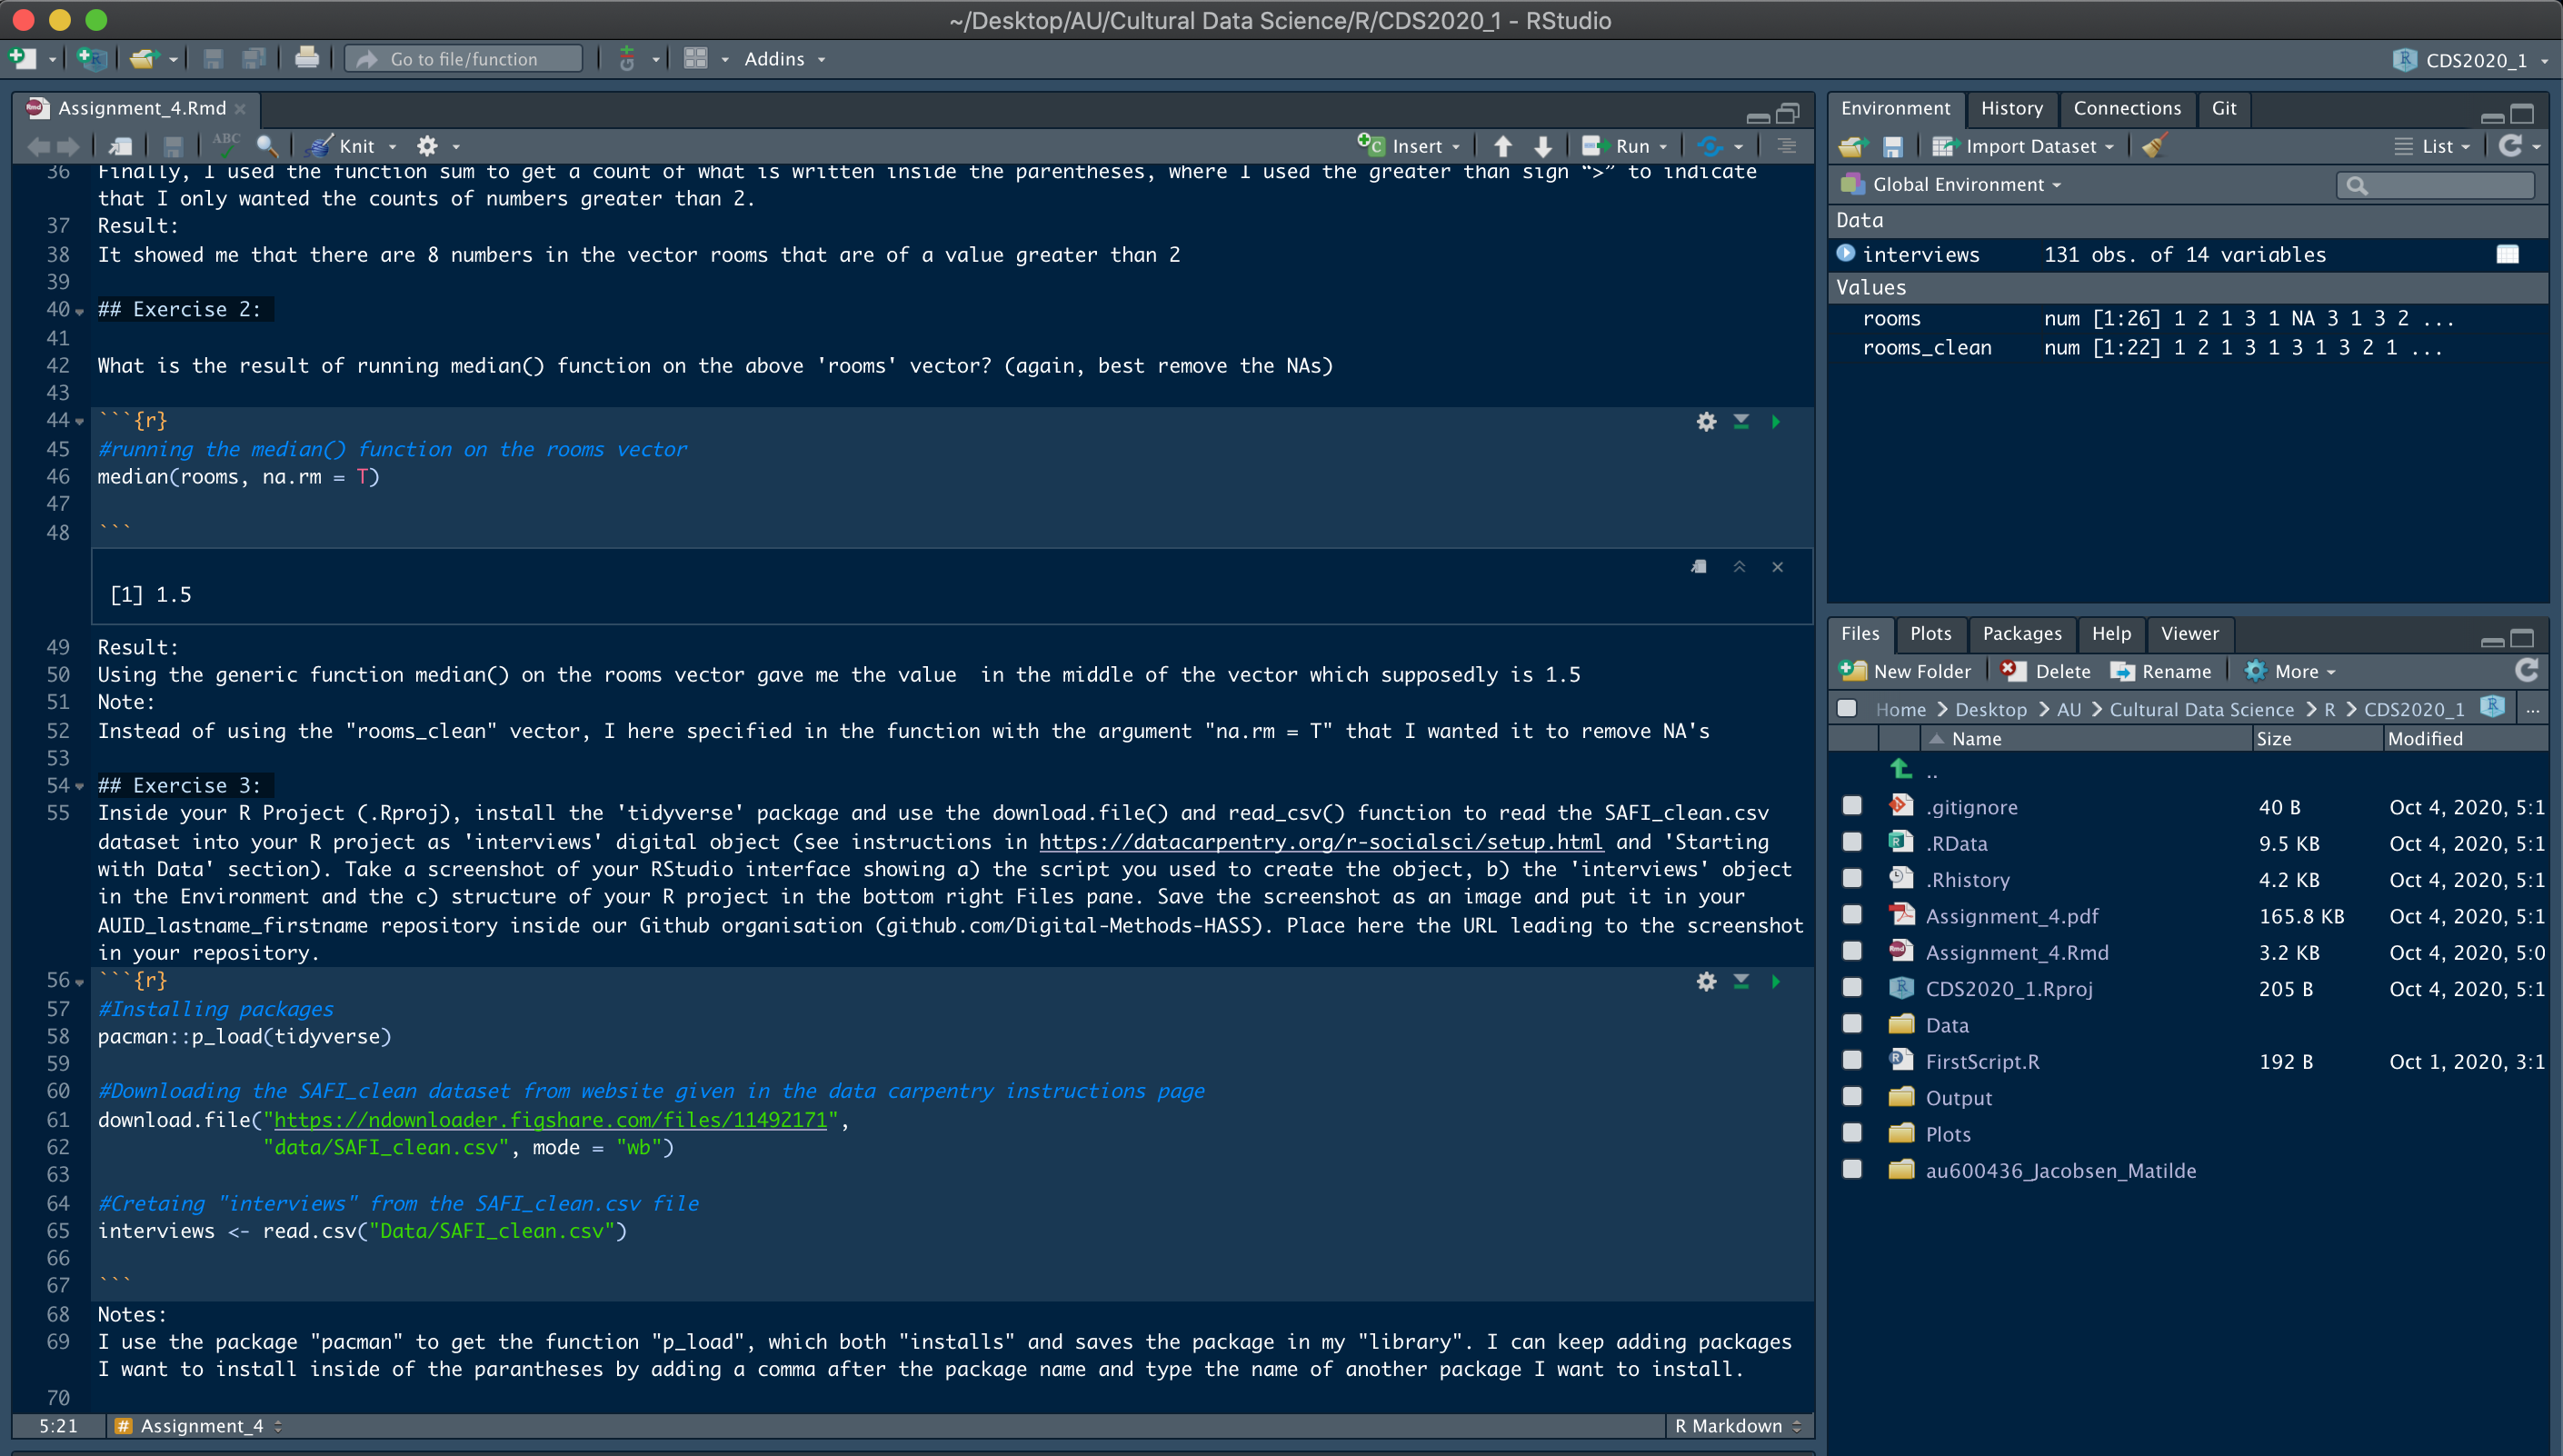 ~/Desktop/AU/Cultural Data Science/R/CDS2020_1 - RStudio
Go to file/function
Addins
CDS2020_1
Assignment_4.Rmd
ABC
Knit
Insert
Run
36 Finally, I used the function sum to get a count of what is written inside the parentheses, where I used the greater than sign “>” to indicate
that I only wanted the counts of numbers greater than 2.
37 Result:
38 It showed me that there are 8 numbers in the vector rooms that are of a value greater than 2
39
40 ## Exercise 2:
41
42 What is the result of running median() function on the above 'rooms' vector? (again, best remove the NAs)
43
44 ```{r}
45 #running the median() function on the rooms vector
46 median(rooms, na.rm = T)
47
48 ```
[1] 1.5
49 Result:
50 Using the generic function median() on the rooms vector gave me the value  in the middle of the vector which supposedly is 1.5
51 Note:
52 Instead of using the "rooms_clean" vector, I here specified in the function with the argument "na.rm = T" that I wanted it to remove NA's
53
54 ## Exercise 3:
55 Inside your R Project (.Rproj), install the 'tidyverse' package and use the download.file() and read_csv() function to read the SAFI_clean.csv
dataset into your R project as 'interviews' digital object (see instructions in https://datacarpentry.org/r-socialsci/setup.html and 'Starting
with Data' section). Take a screenshot of your RStudio interface showing a) the script you used to create the object, b) the 'interviews' object
in the Environment and the c) structure of your R project in the bottom right Files pane. Save the screenshot as an image and put it in your
AUID_lastname_firstname repository inside our Github organisation (github.com/Digital-Methods-HASS). Place here the URL leading to the screenshot
in your repository.
56 ```{r}
57 #Installing packages
58 pacman::p_load(tidyverse)
59
60 #Downloading the SAFI_clean dataset from website given in the data carpentry instructions page
61 download.file("https://ndownloader.figshare.com/files/11492171",
62 "data/SAFI_clean.csv", mode = "wb")
63
64 #Cretaing "interviews" from the SAFI_clean.csv file
65 interviews <- read.csv("Data/SAFI_clean.csv")
66
67 ```
68 Notes:
69 I use the package "pacman" to get the function "p_load", which both "installs" and saves the package in my "library". I can keep adding packages
I want to install inside of the parantheses by adding a comma after the package name and type the name of another package I want to install.
70
5:21 # Assignment_4 R Markdown
Environment History Connections Git
Import Dataset List
Global Environment
Data
interviews 131 obs. of 14 variables
Values
rooms num [1:26] 1 2 1 3 1 NA 3 1 3 2 ...
rooms_clean num [1:22] 1 2 1 3 1 3 1 3 2 1 ...
Files Plots Packages Help Viewer
New Folder Delete Rename More
Home > Desktop > AU > Cultural Data Science > R > CDS2020_1 ...
Name Size Modified
..
.gitignore 40 B Oct 4, 2020, 5:1
.RData 9.5 KB Oct 4, 2020, 5:1
.Rhistory 4.2 KB Oct 4, 2020, 5:1
Assignment_4.pdf 165.8 KB Oct 4, 2020, 5:1
Assignment_4.Rmd 3.2 KB Oct 4, 2020, 5:0
CDS2020_1.Rproj 205 B Oct 4, 2020, 5:1
Data
FirstScript.R 192 B Oct 1, 2020, 3:1
Output
Plots
au600436_Jacobsen_Matilde